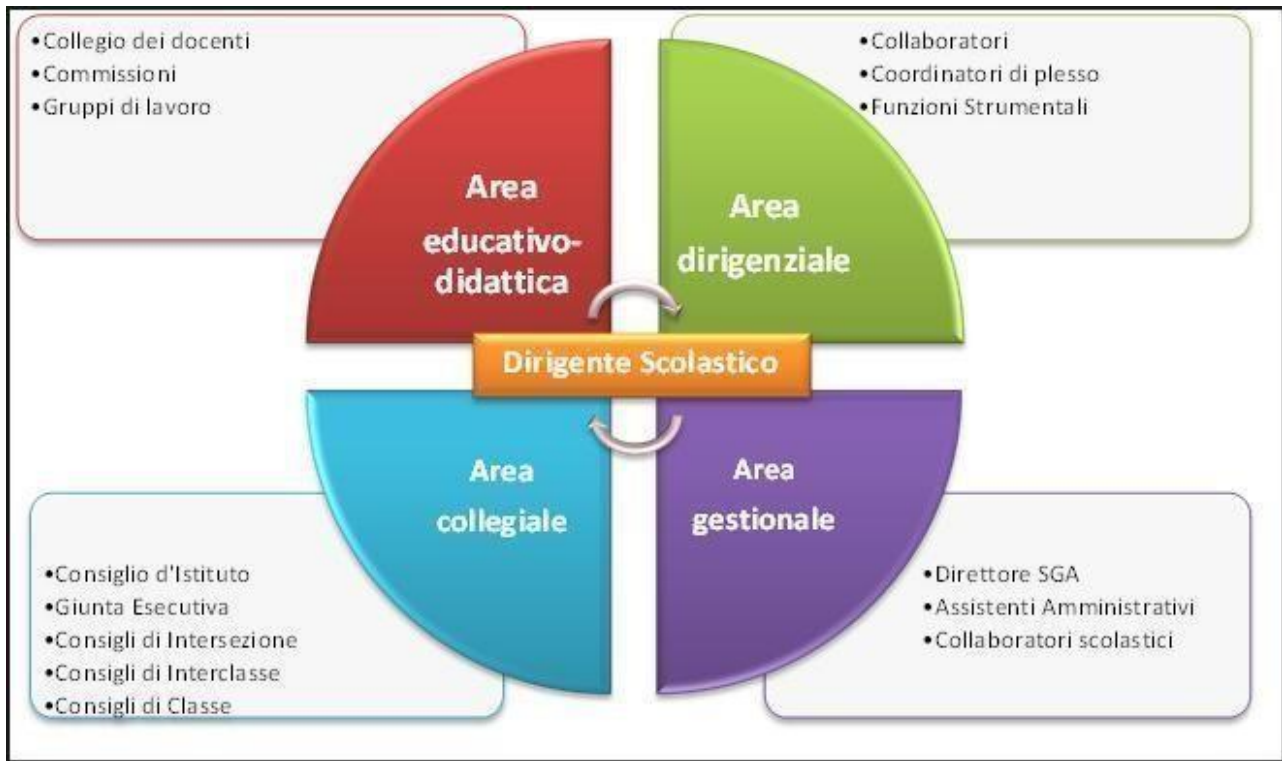 •Collegio dei docenti
•Commissioni
•Gruppi di lavoro
Area
educativo-
didattica
•Collaboratori
•Coordinatori di plesso
•Funzioni Strumentali
Area
dirigenziale
Dirigente Scolastico
Area
collegiale
•Consiglio d'Istituto
•Giunta Esecutiva
•Consigli di Intersezione
•Consigli di Interclasse
•Consigli di Classe
Area
gestionale
•Direttore SGA
•Assistenti Amministrativi
•Collaboratori scolastici